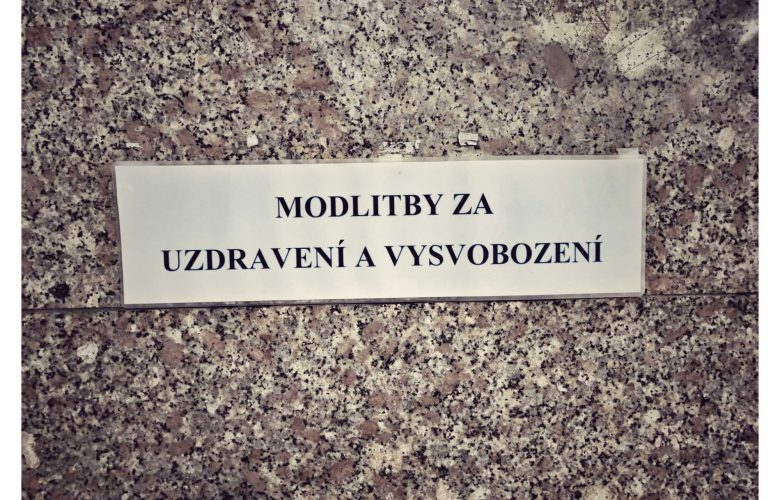 MODLITBY ZA
UZDRAVENÍ A VYSVOBOZENÍ